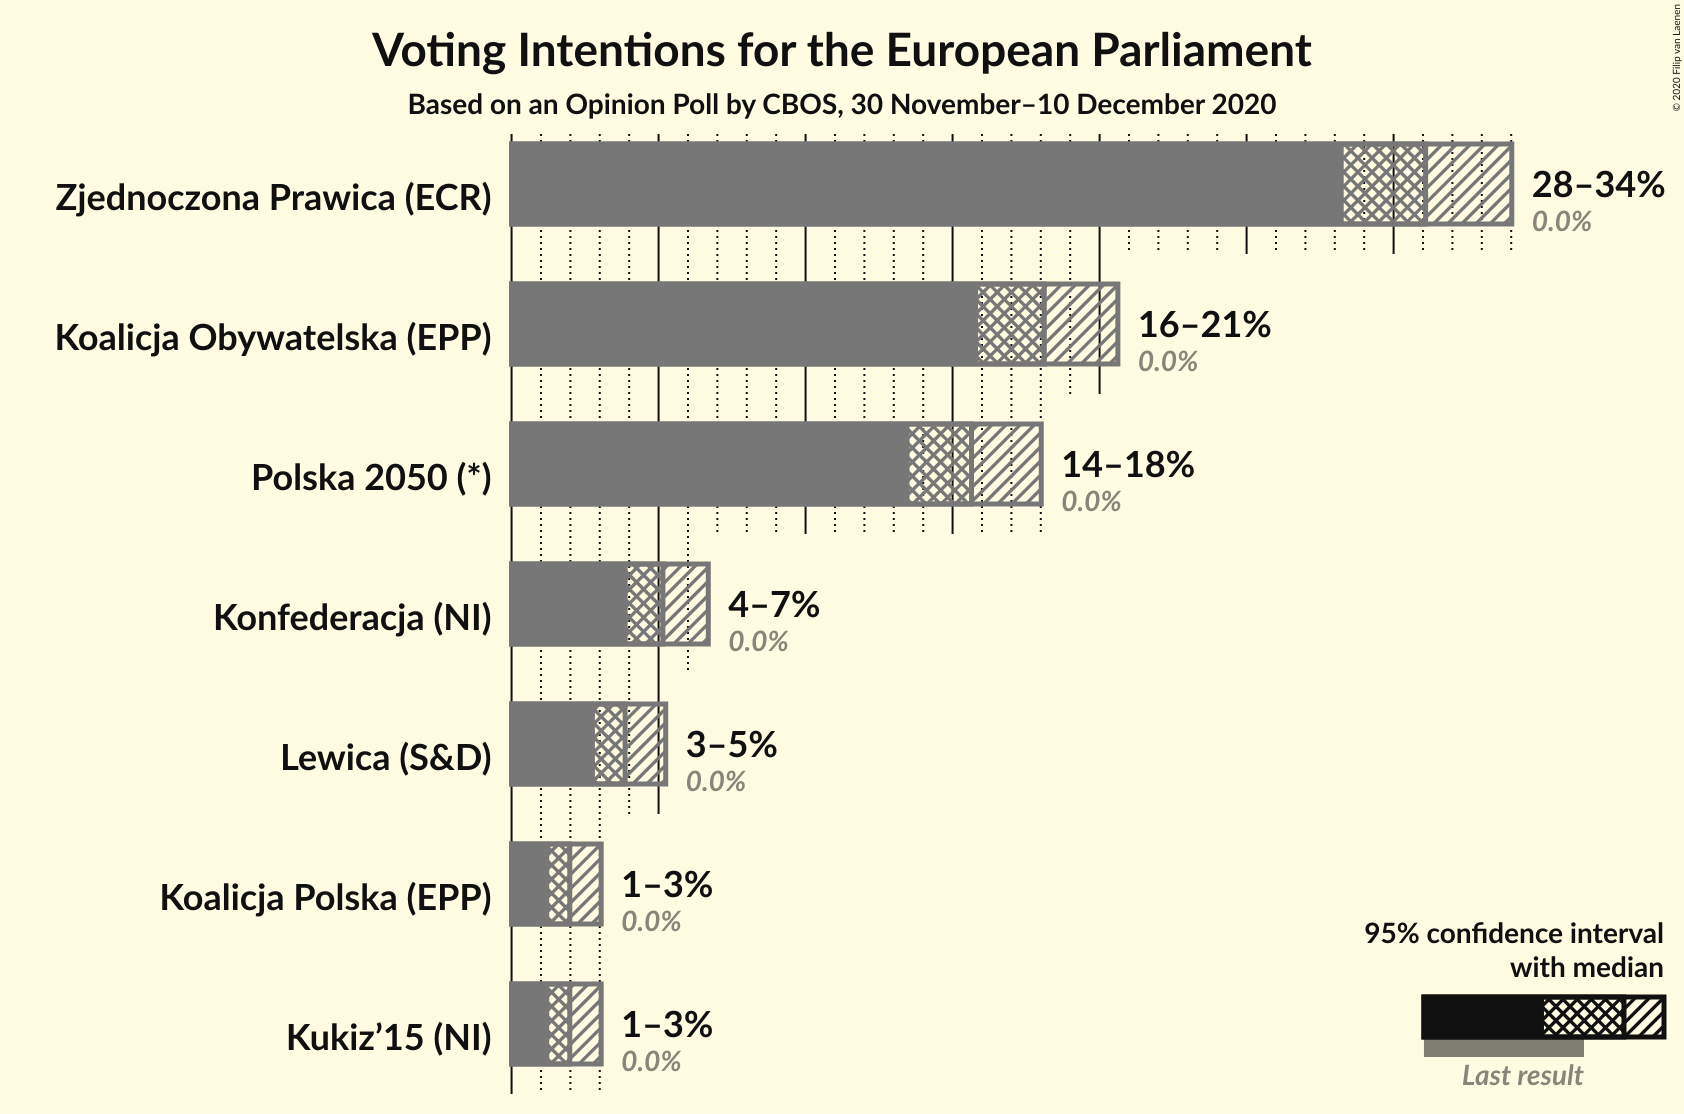 Voting Intentions for the European Parliament
Based on an Opinion Poll by CBOS, 30 November–10 December 2020
© 2020 Filip van Laenen
Zjednoczona Prawica (ECR)
28–34%
0.0%
Koalicja Obywatelska (EPP)
16–21%
0.0%
Polska 2050 (*)
14–18%
0.0%
Konfederacja (NI)
4–7%
0.0%
Lewica (S&D)
3–5%
0.0%
Koalicja Polska (EPP)
1–3%
0.0%
Kukiz’15 (NI)
1–3%
0.0%
95% confidence interval
with median
Last result